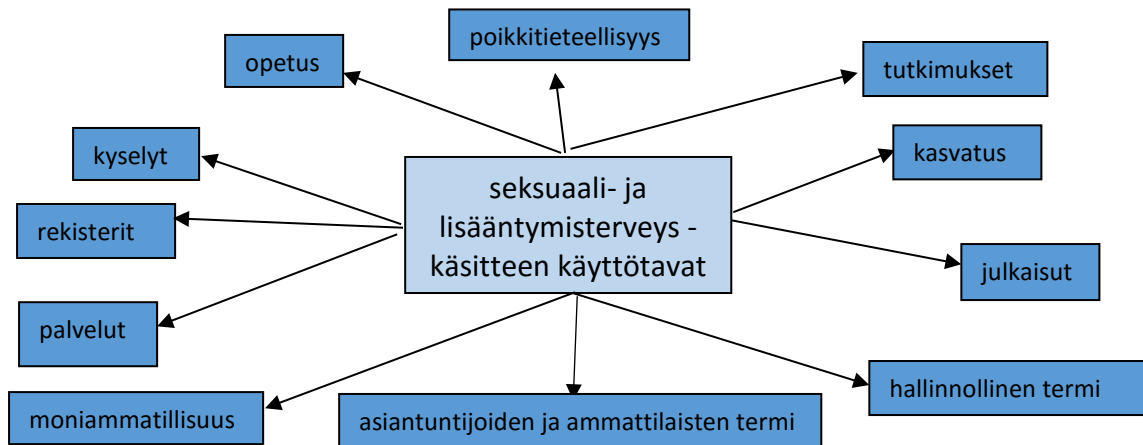 poikkitieteellisyys
opetus
tutkimukset
kyselyt
kasvatus
seksuaali- ja
lisääntymisterveys -
käsitteen käyttötavat
rekisterit
julkaisut
palvelut
hallinnollinen termi
moniammatillisuus
asiantuntijoiden ja ammattilaisten termi